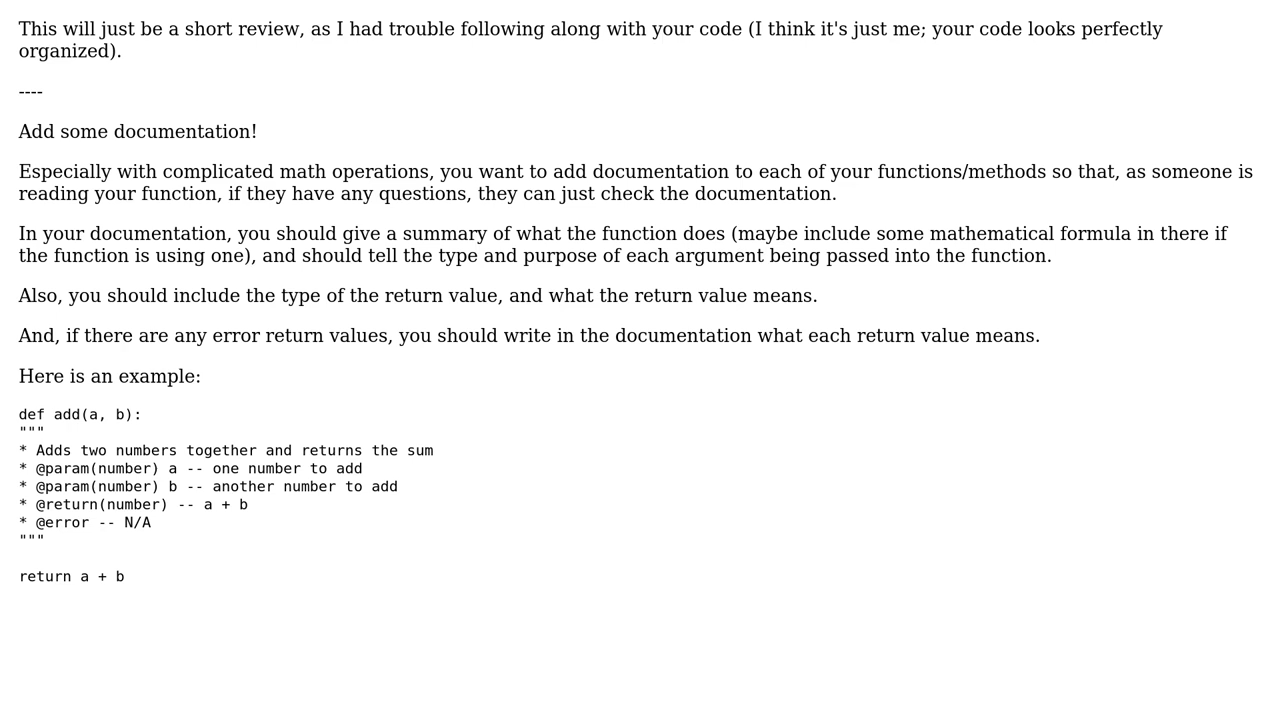 This will just be a short review, as I had trouble following along with your code (I think it's just me; your code looks perfectly
organized).
----
Add some documentation!
Especially with complicated math operations, you want to add documentation to each of your functions/methods so that, as someone is
reading your function, if they have any questions, they can just check the documentation.
In your documentation, you should give a summary of what the function does (maybe include some mathematical formula in there if
the function is using one), and should tell the type and purpose of each argument being passed into the function.
Also, you should include the type of the return value, and what the return value means.
And, if there are any error return values, you should write in the documentation what each return value means.
Here is an example:
def add(a, b):
"""
* Adds two numbers together and returns the sum
* @param(number) a -- one number to add
* @param(number) b -- another number to add
* @return(number) -- a + b
* @error -- N/A
"""
return a + b